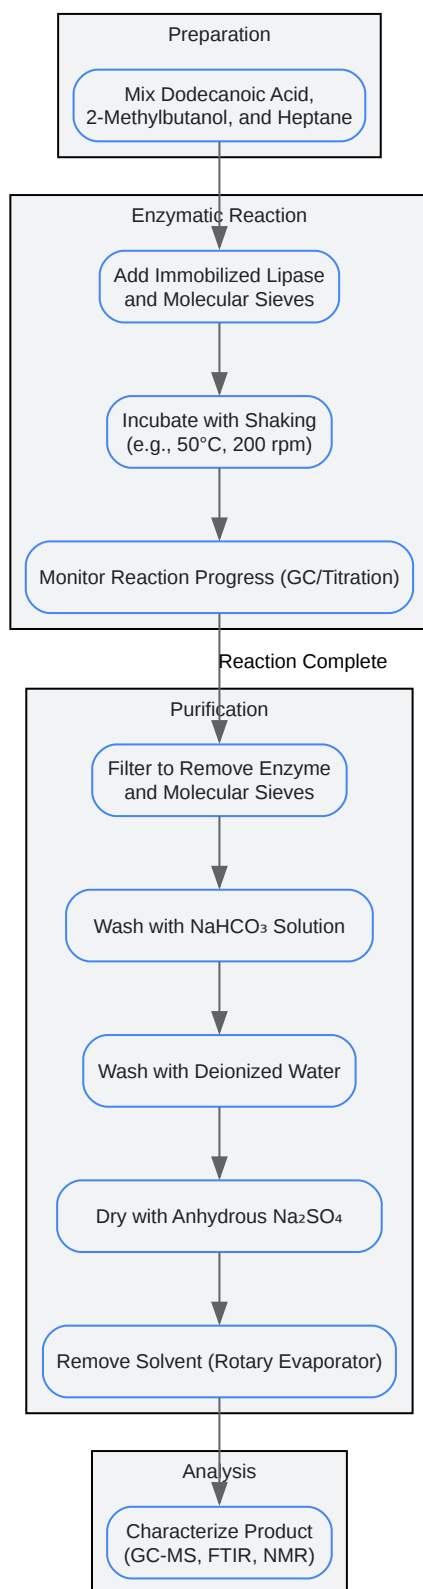 Preparation
Mix Dodecanoic Acid,
2-Methylbutanol, and Heptane
Enzymatic Reaction
Add Immobilized Lipase
and Molecular Sieves
Incubate with Shaking
(e.g., 50°C, 200 rpm)
Monitor Reaction Progress (GC/Titration)
Reaction Complete
Purification
Filter to Remove Enzyme
and Molecular Sieves
Wash with NaHCO₃ Solution
Wash with Deionized Water
Dry with Anhydrous Na₂SO₄
Remove Solvent (Rotary Evaporator)
Analysis
Characterize Product
(GC-MS, FTIR, NMR)